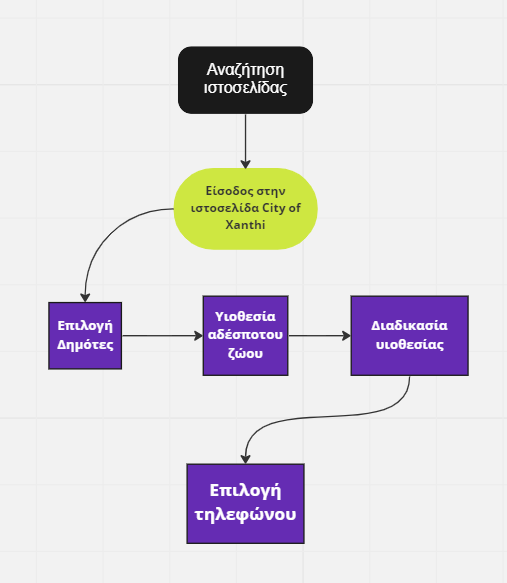 Αναζήτηση
ιστοσελίδας
Είσοδος στην
ιστοσελίδα City of
Xanthi
Επιλογή
Δημότες
Υιοθεσία
αδέσποτου
ζώου
Διαδικασία
υιοθεσίας
Επιλογή
τηλεφώνου